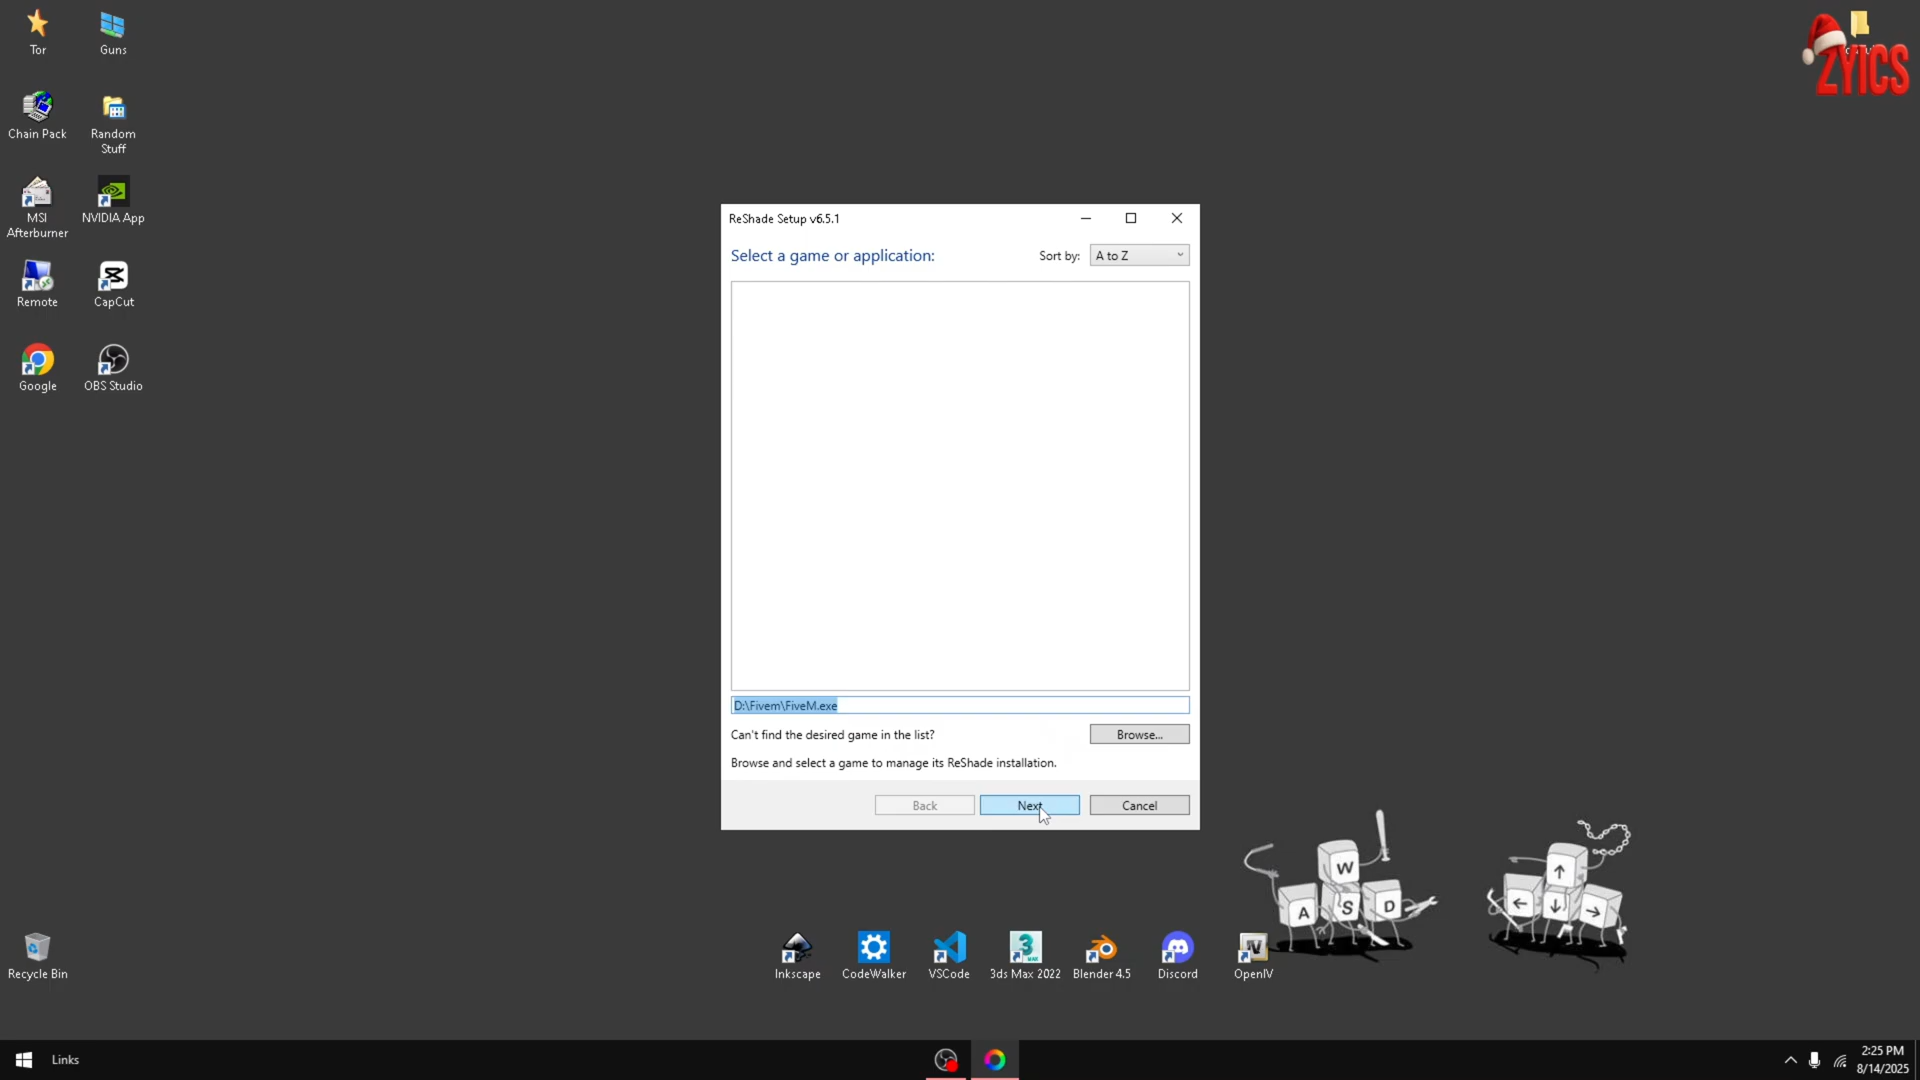 Tor
Guns
ZYICS
Chain Pack
Random
Stuff
MSI
Afterburner
NVIDIA App
Remote
CapCut
Google
OBS Studio
ReShade Setup v6.5.1
Select a game or application:
Sort by:
A to Z
D:\Fivem\FiveM.exe
Can't find the desired game in the list?
Browse...
Browse and select a game to manage its ReShade installation.
Back
Next
Cancel
W
A
S
D
Recycle Bin
Inkscape
CodeWalker
VSCode
3ds Max 2022
Blender 4.5
Discord
OpenIV
Links
2:25 PM
8/14/2025